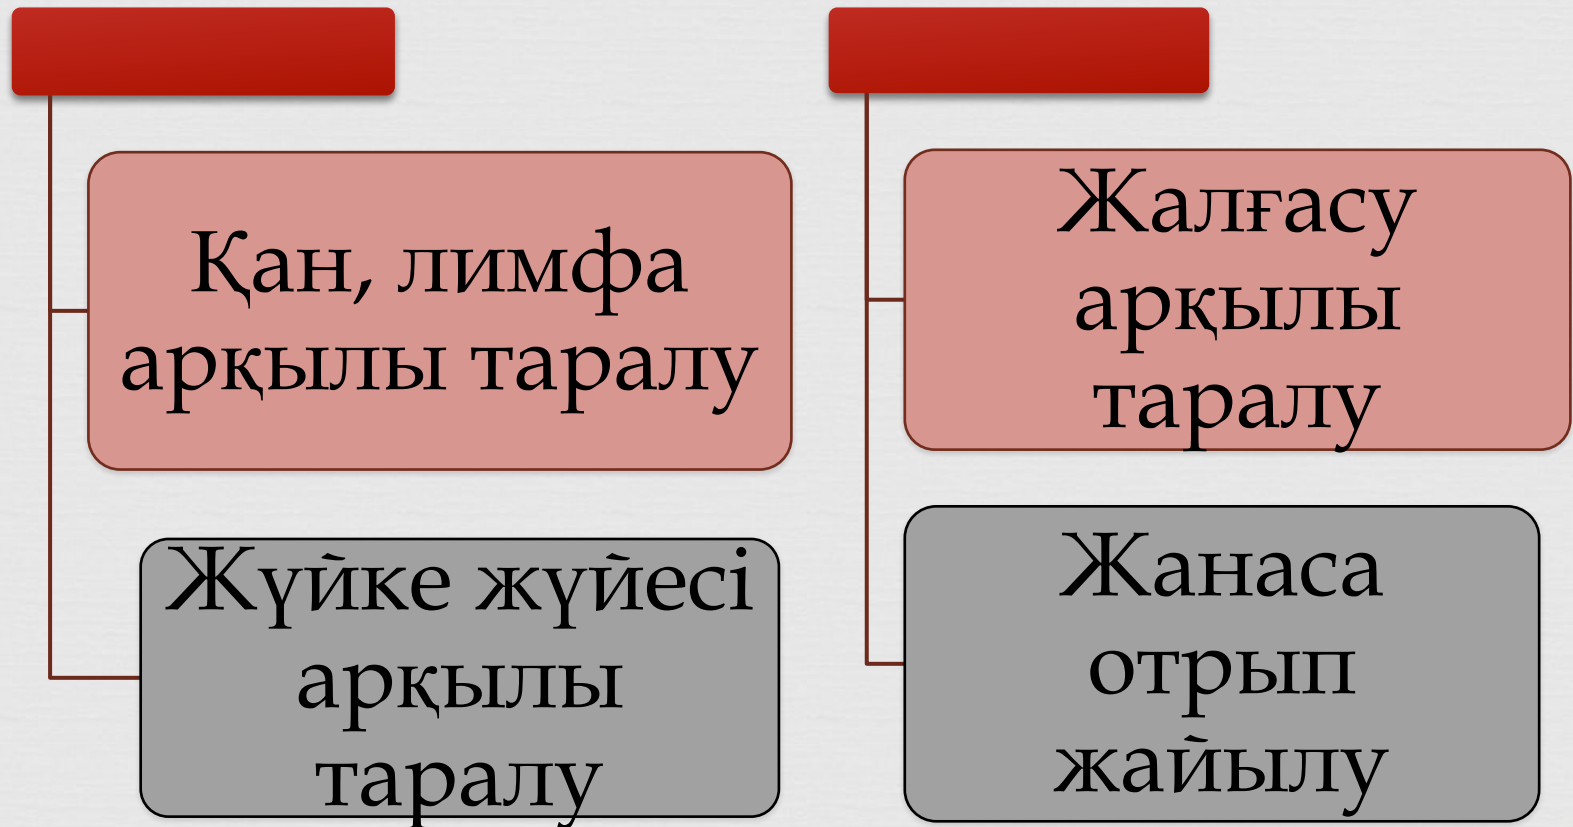 Қан, лимфа
арқылы таралу
Жүйке жүйесі
арқылы
таралу
Жалғасу
арқылы
таралу
Жанаса
отрып
жайылу